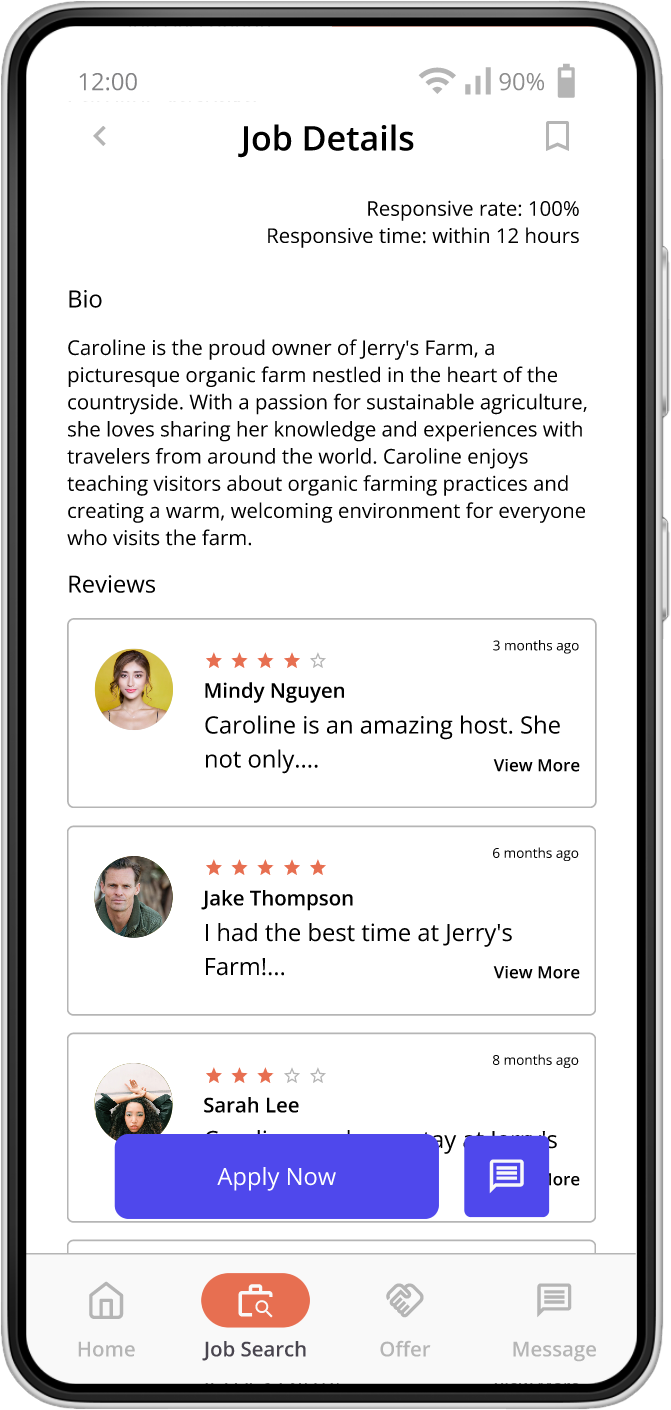 12:00
90%
Job Details
Responsive rate: 100%
Responsive time: within 12 hours
Bio
Caroline is the proud owner of Jerry's Farm, a
picturesque organic farm nestled in the heart of the
countryside. With a passion for sustainable agriculture,
she loves sharing her knowledge and experiences with
travelers from around the world. Caroline enjoys
teaching visitors about organic farming practices and
creating a warm, welcoming environment for everyone
who visits the farm.
Reviews
3 months ago
Mindy Nguyen
Caroline is an amazing host. She
not only....
View More
6 months ago
Jake Thompson
I had the best time at Jerry's
Farm!...
View More
8 months ago
Sarah Lee
at Jerry's
Apply Now
Home
Job Search
Offer
Message